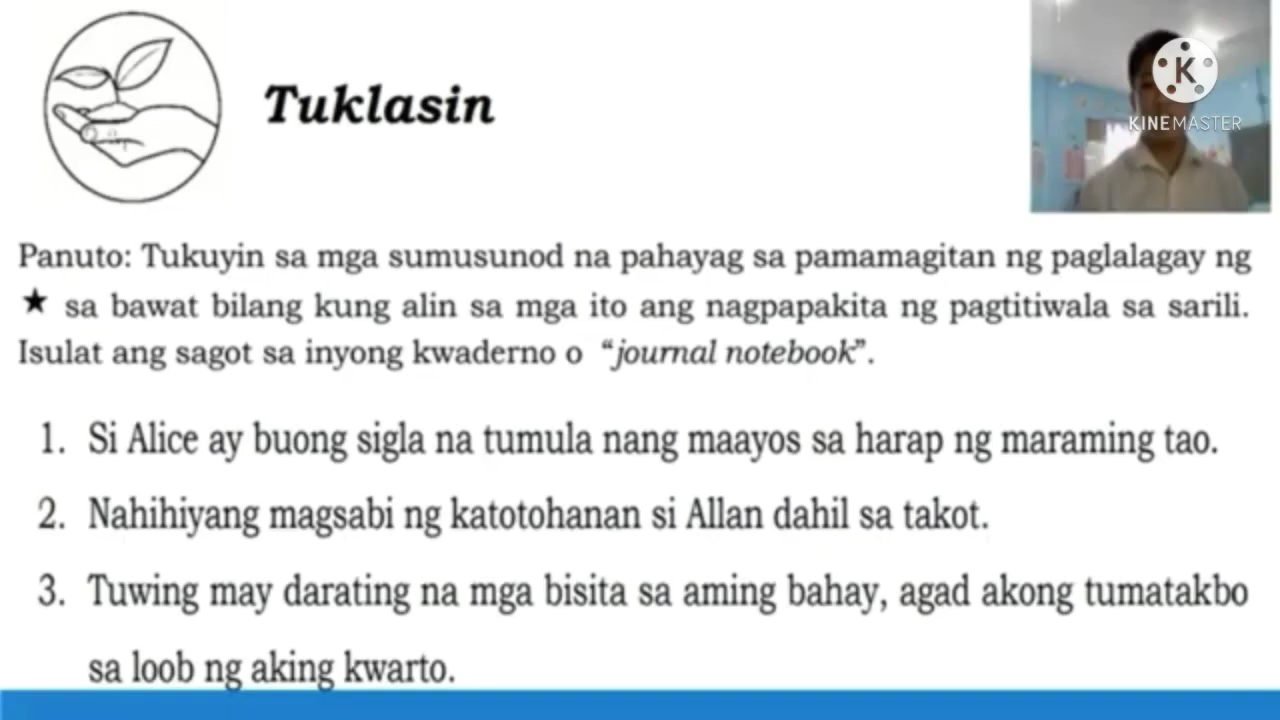 Tuklasin
KINEMASTER
Panuto: Tukuyin sa mga sumusunod na pahayag sa pamamagitan ng paglalagay ng
★ sa bawat bilang kung alin sa mga ito ang nagpapakita ng pagtitiwala sa sarili.
Isulat ang sagot sa inyong kwaderno o “journal notebook”.
1. Si Alice ay buong sigla na tumula nang maayos sa harap ng maraming tao.
2. Nahihiyang magsabi ng katotohanan si Allan dahil sa takot.
3. Tuwing may darating na mga bisita sa aming bahay, agad akong tumatakbo
sa loob ng aking kwarto.